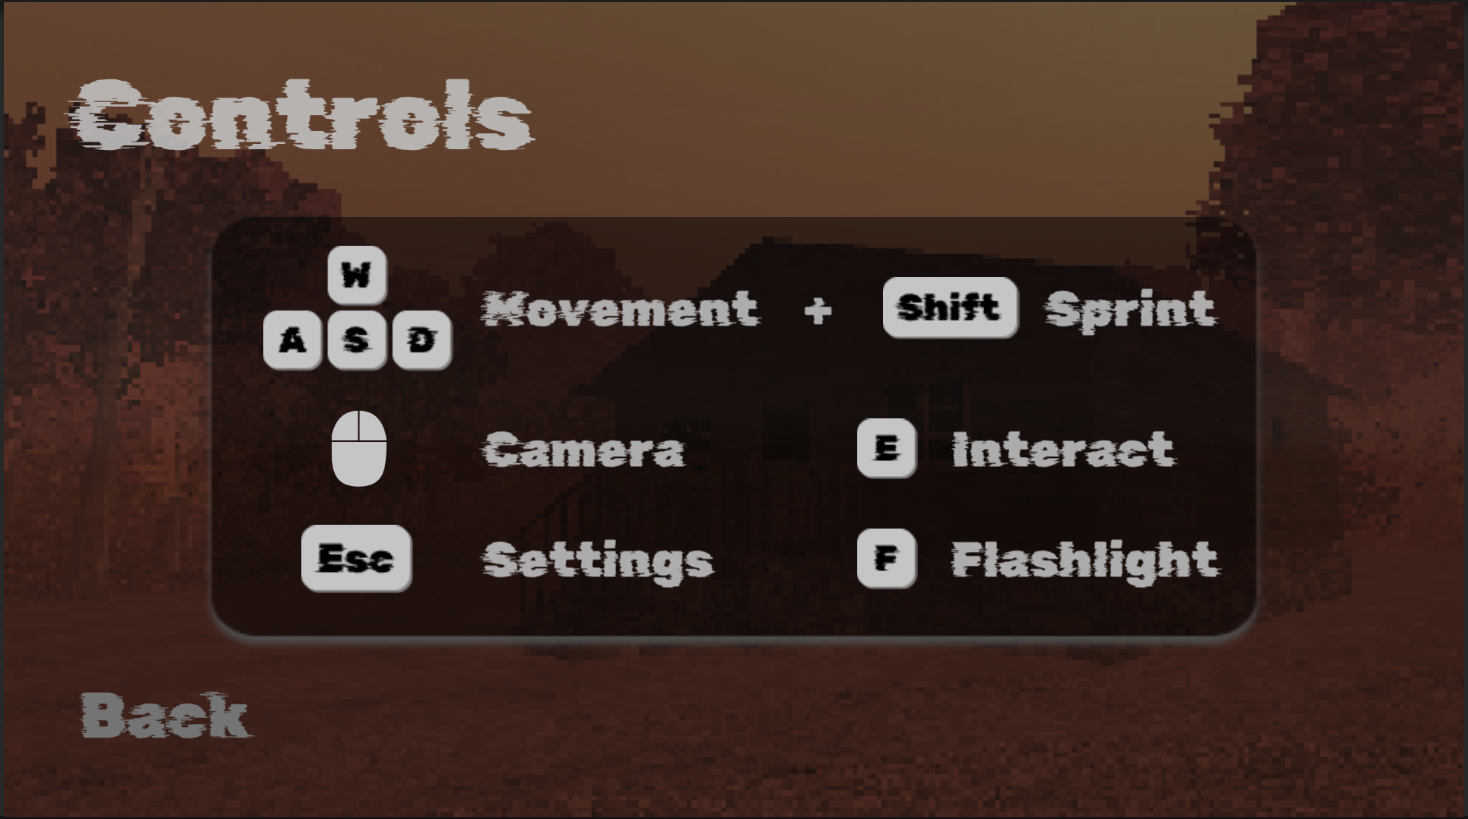 Controls
W
A S D Movement + Shift Sprint
Camera E Interact
Esc Settings F Flashlight
Back